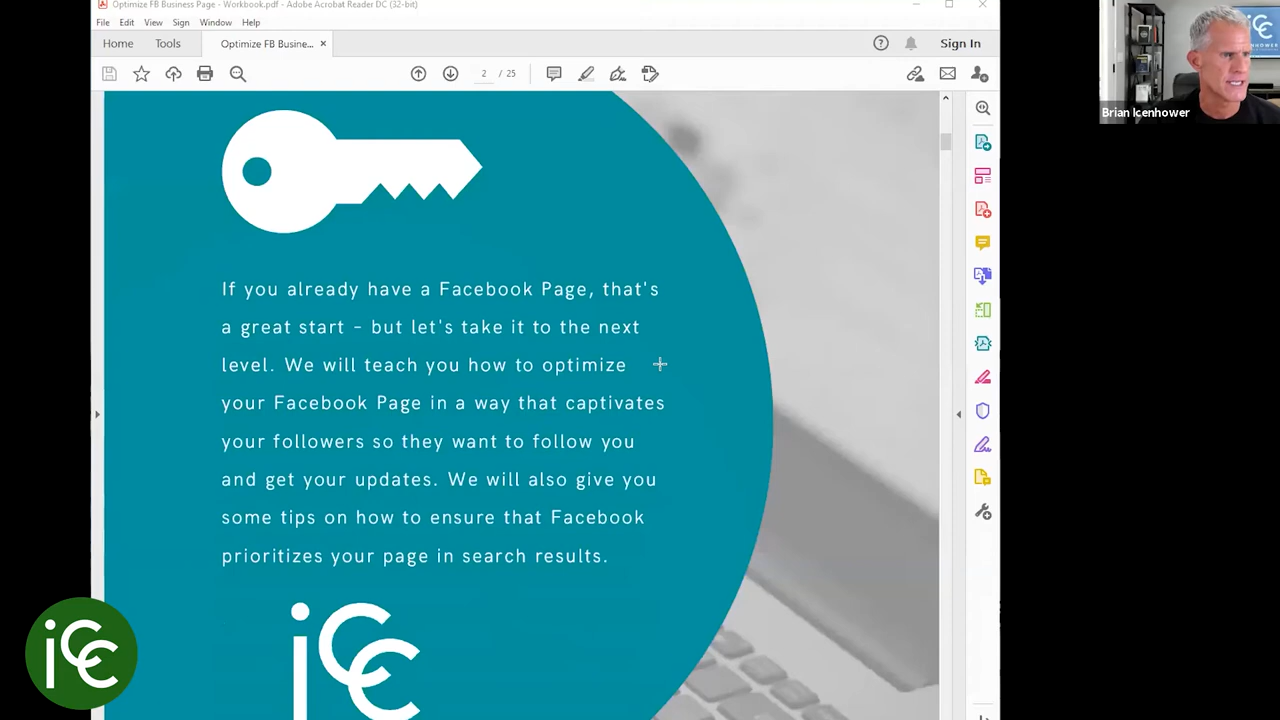 Optimize FB Business Page - Workbook.pdf - Adobe Acrobat Reader DC (32-bit)
File Edit View Sign Window Help
Home Tools Optimize FB Busine... × Sign In
2 / 25
If you already have a Facebook Page, that's
a great start – but let's take it to the next
level. We will teach you how to optimize
your Facebook Page in a way that captivates
your followers so they want to follow you
and get your updates. We will also give you
some tips on how to ensure that Facebook
prioritizes your page in search results.
icc
icc
Brian Icenhower